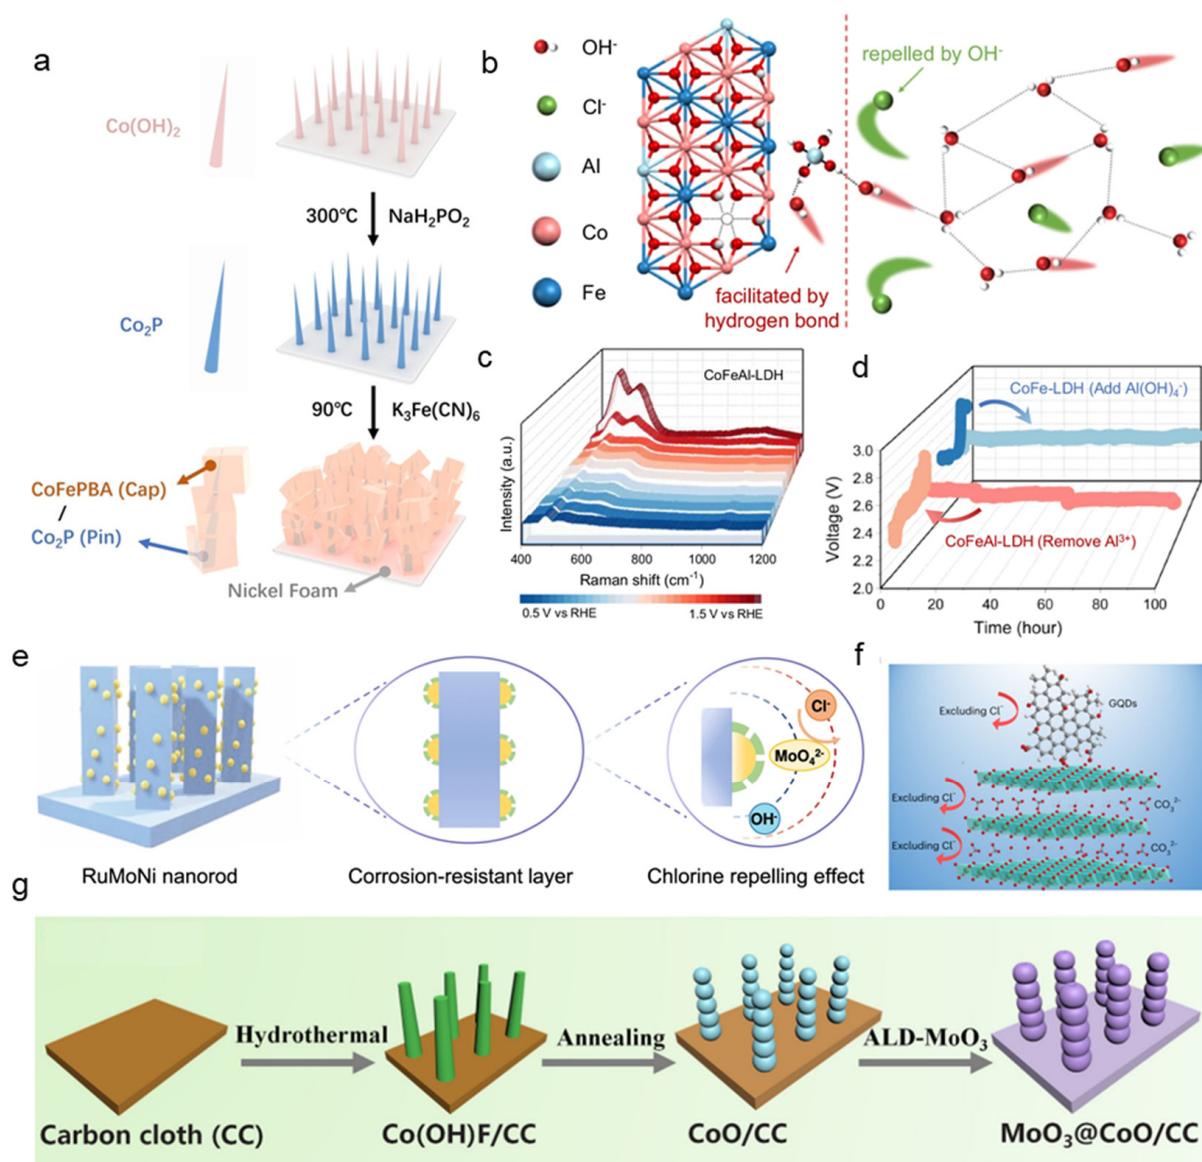 a
Co(OH)₂
300℃
NaH₂PO₂
Co₂P
90℃
K₃Fe(CN)₆
CoFePBA (Cap)
/
Co₂P (Pin)
Nickel Foam
b
OH⁻
Cl⁻
Al
Co
Fe
repelled by OH⁻
facilitated by
hydrogen bond
c
CoFeAl-LDH
Intensity (a.u.)
400
600
800
1000
1200
Raman shift (cm⁻¹)
0.5 V vs RHE
1.5 V vs RHE
d
CoFe-LDH (Add Al(OH)₄⁻)
3.0
2.8
2.6
2.4
2.2
2.0
Voltage (V)
CoFeAl-LDH (Remove Al³⁺)
0
20
40
60
80
100
Time (hour)
e
RuMoNi nanorod
Corrosion-resistant layer
Cl⁻
MoO₄²⁻
OH⁻
Chlorine repelling effect
f
Excluding Cl⁻
GQDs
Excluding Cl⁻
CO₃²⁻
Excluding Cl⁻
CO₃²⁻
g
Hydrothermal
Annealing
ALD-MoO₃
Carbon cloth (CC)
Co(OH)F/CC
CoO/CC
MoO₃@CoO/CC